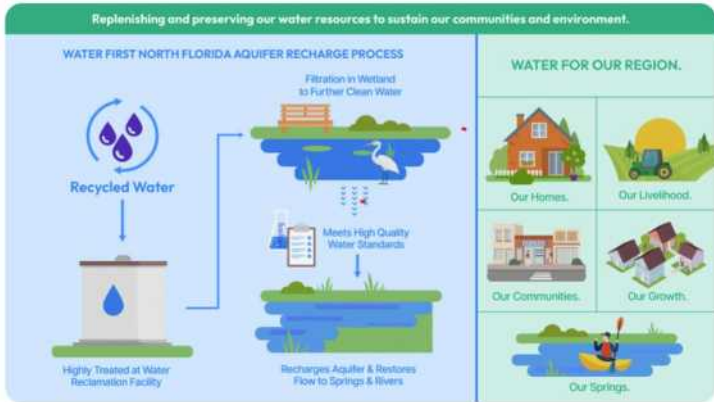 Replenishing and preserving our water resources to sustain our communities and environment.
WATER FIRST NORTH FLORIDA AQUIFER RECHARGE PROCESS
Recycled Water
Highly Treated at Water
Reclamation Facility
Filtration in Wetland
to Further Clean Water
Meets High Quality
Water Standards
Recharges Aquifer & Restores
Flow to Springs & Rivers
WATER FOR OUR REGION.
Our Homes.
Our Livelihood.
Our Communities.
Our Growth.
Our Springs.